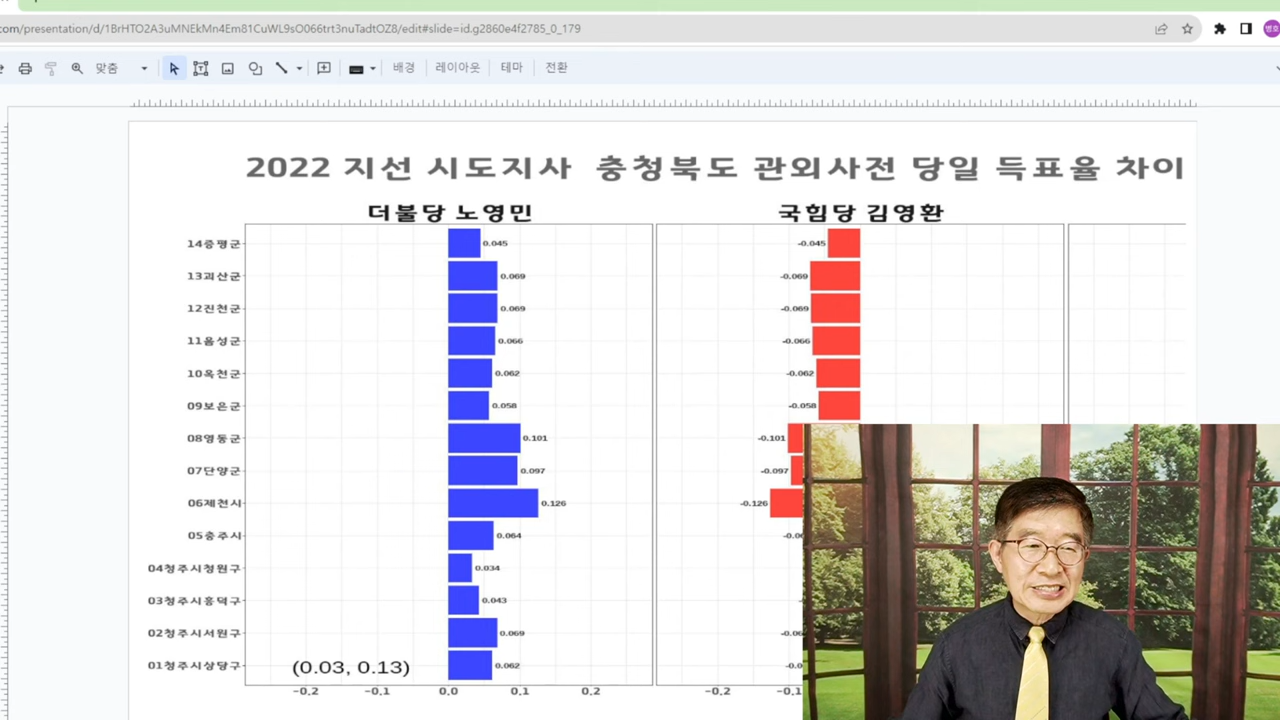 com/presentation/d/1BrHTO2A3uMNEkMn4Em81CuWL9sO066trt3nuTadtOZ8/edit#slide=id.g2860e4f2785_0_179
맞춤 배경 레이아웃 테마 전환
2022 지선 시도지사 충청북도 관외사전 당일 득표율 차이
더불당 노영민 국힘당 김영환
14증평군 0.045 -0.045
13괴산군 0.069 -0.069
12진천군 0.069 -0.069
11음성군 0.066 -0.066
10옥천군 0.062 -0.062
09보은군 0.058 -0.058
08영동군 0.101 -0.101
07단양군 0.097 -0.097
06제천시 0.126 -0.126
05충주시 0.064 -0.0
04청주시청원구 0.034
03청주시흥덕구 0.043
02청주시서원구 0.069 -0.0
01청주시상당구 (0.03, 0.13) 0.062 -0.0
-0.2 -0.1 0.0 0.1 0.2 -0.2 -0.1